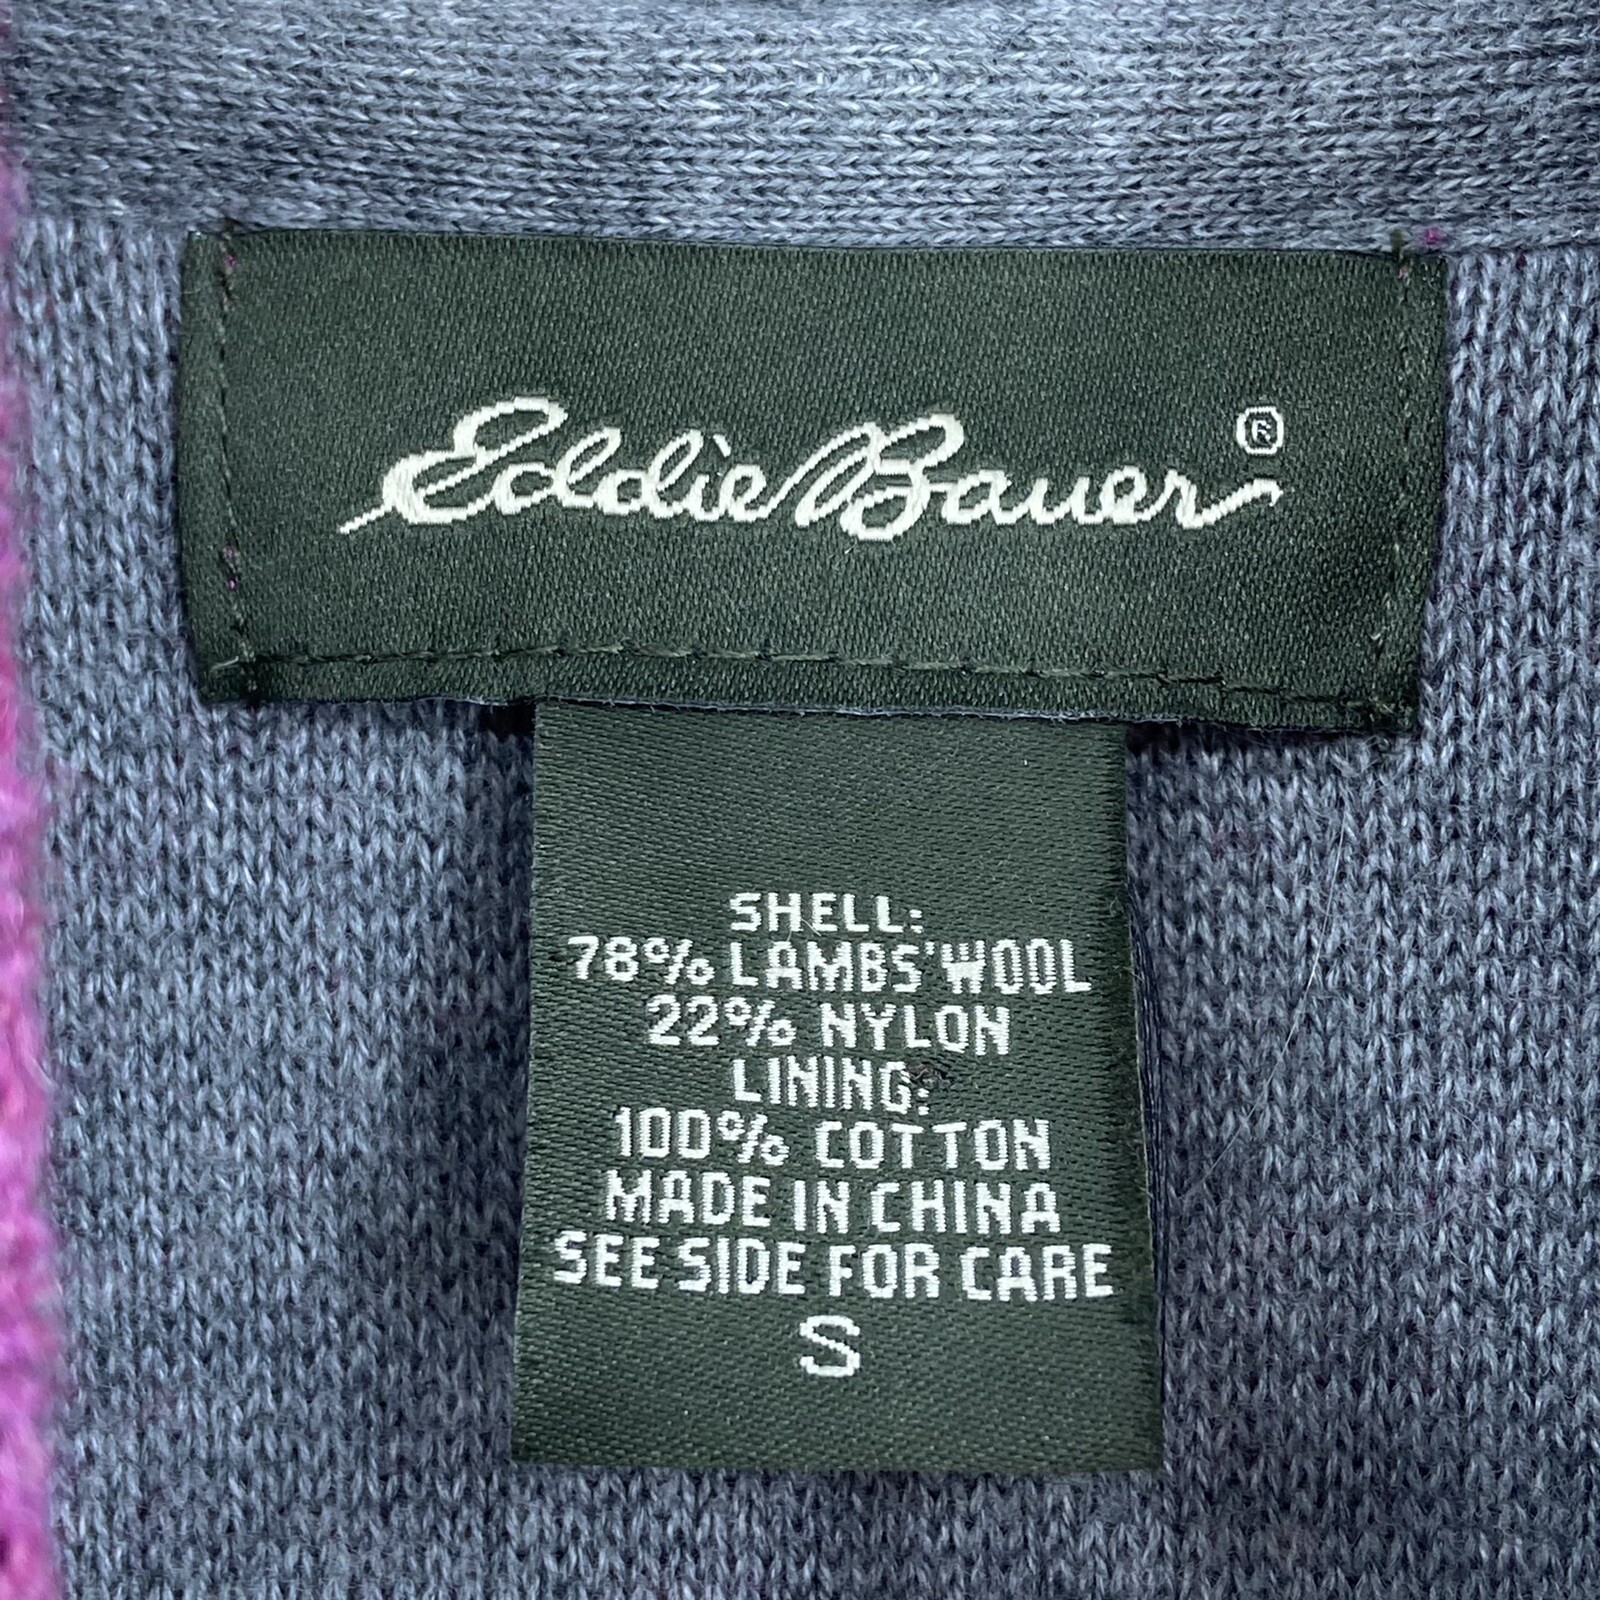 Eddie Bauer®
SHELL:
78% LAMBS'WOOL
22% NYLON
LINING:
100% COTTON
MADE IN CHINA
SEE SIDE FOR CARE
S